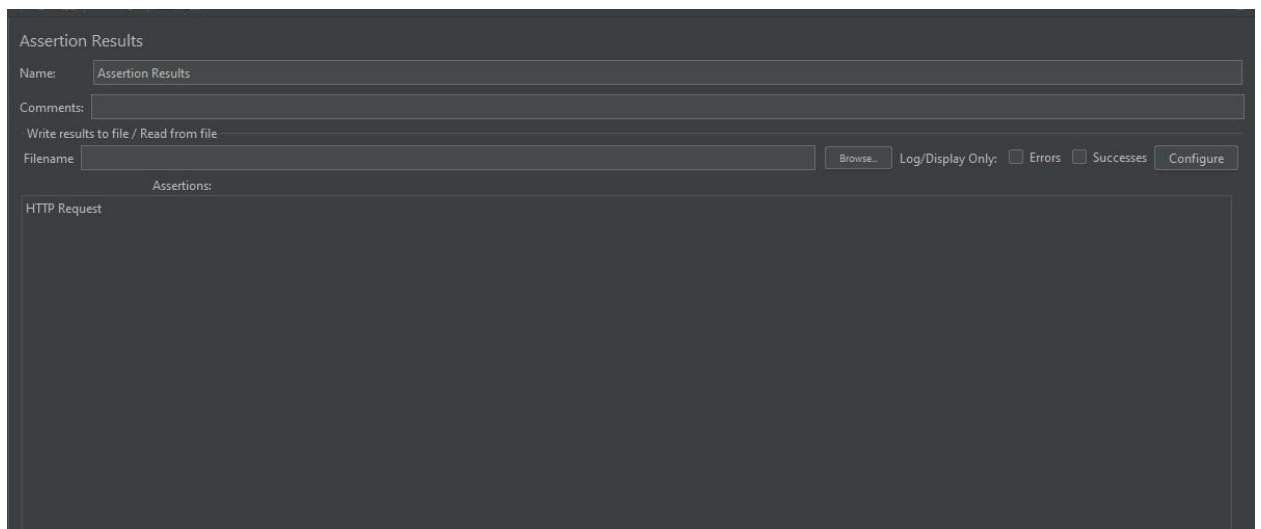 Assertion Results
Name: Assertion Results
Comments:
Write results to file / Read from file
Filename Browse... Log/Display Only: Errors Successes Configure
Assertions:
HTTP Request